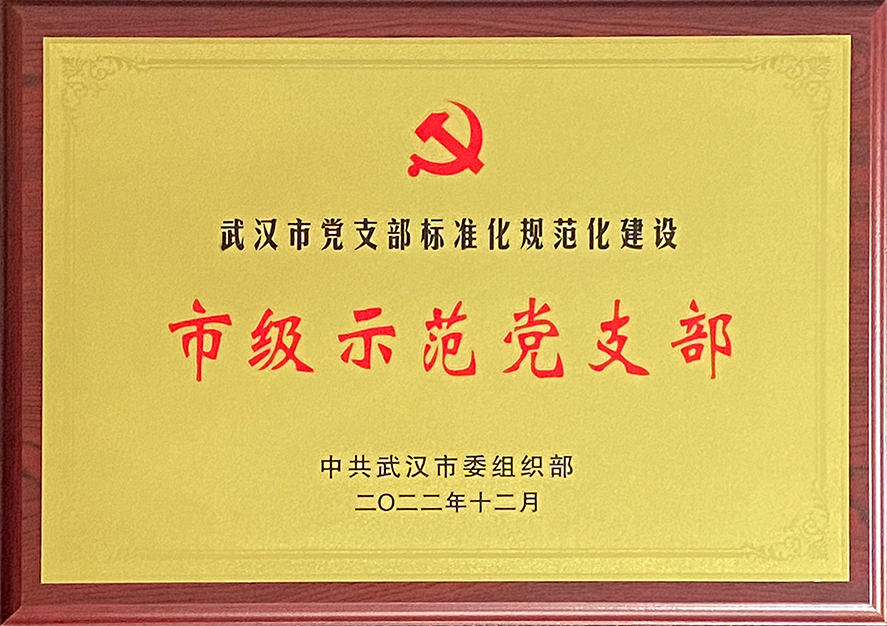 武汉市党支部标准化规范化建设
市级示范党支部
中共武汉市委组织部
二〇二二年十二月